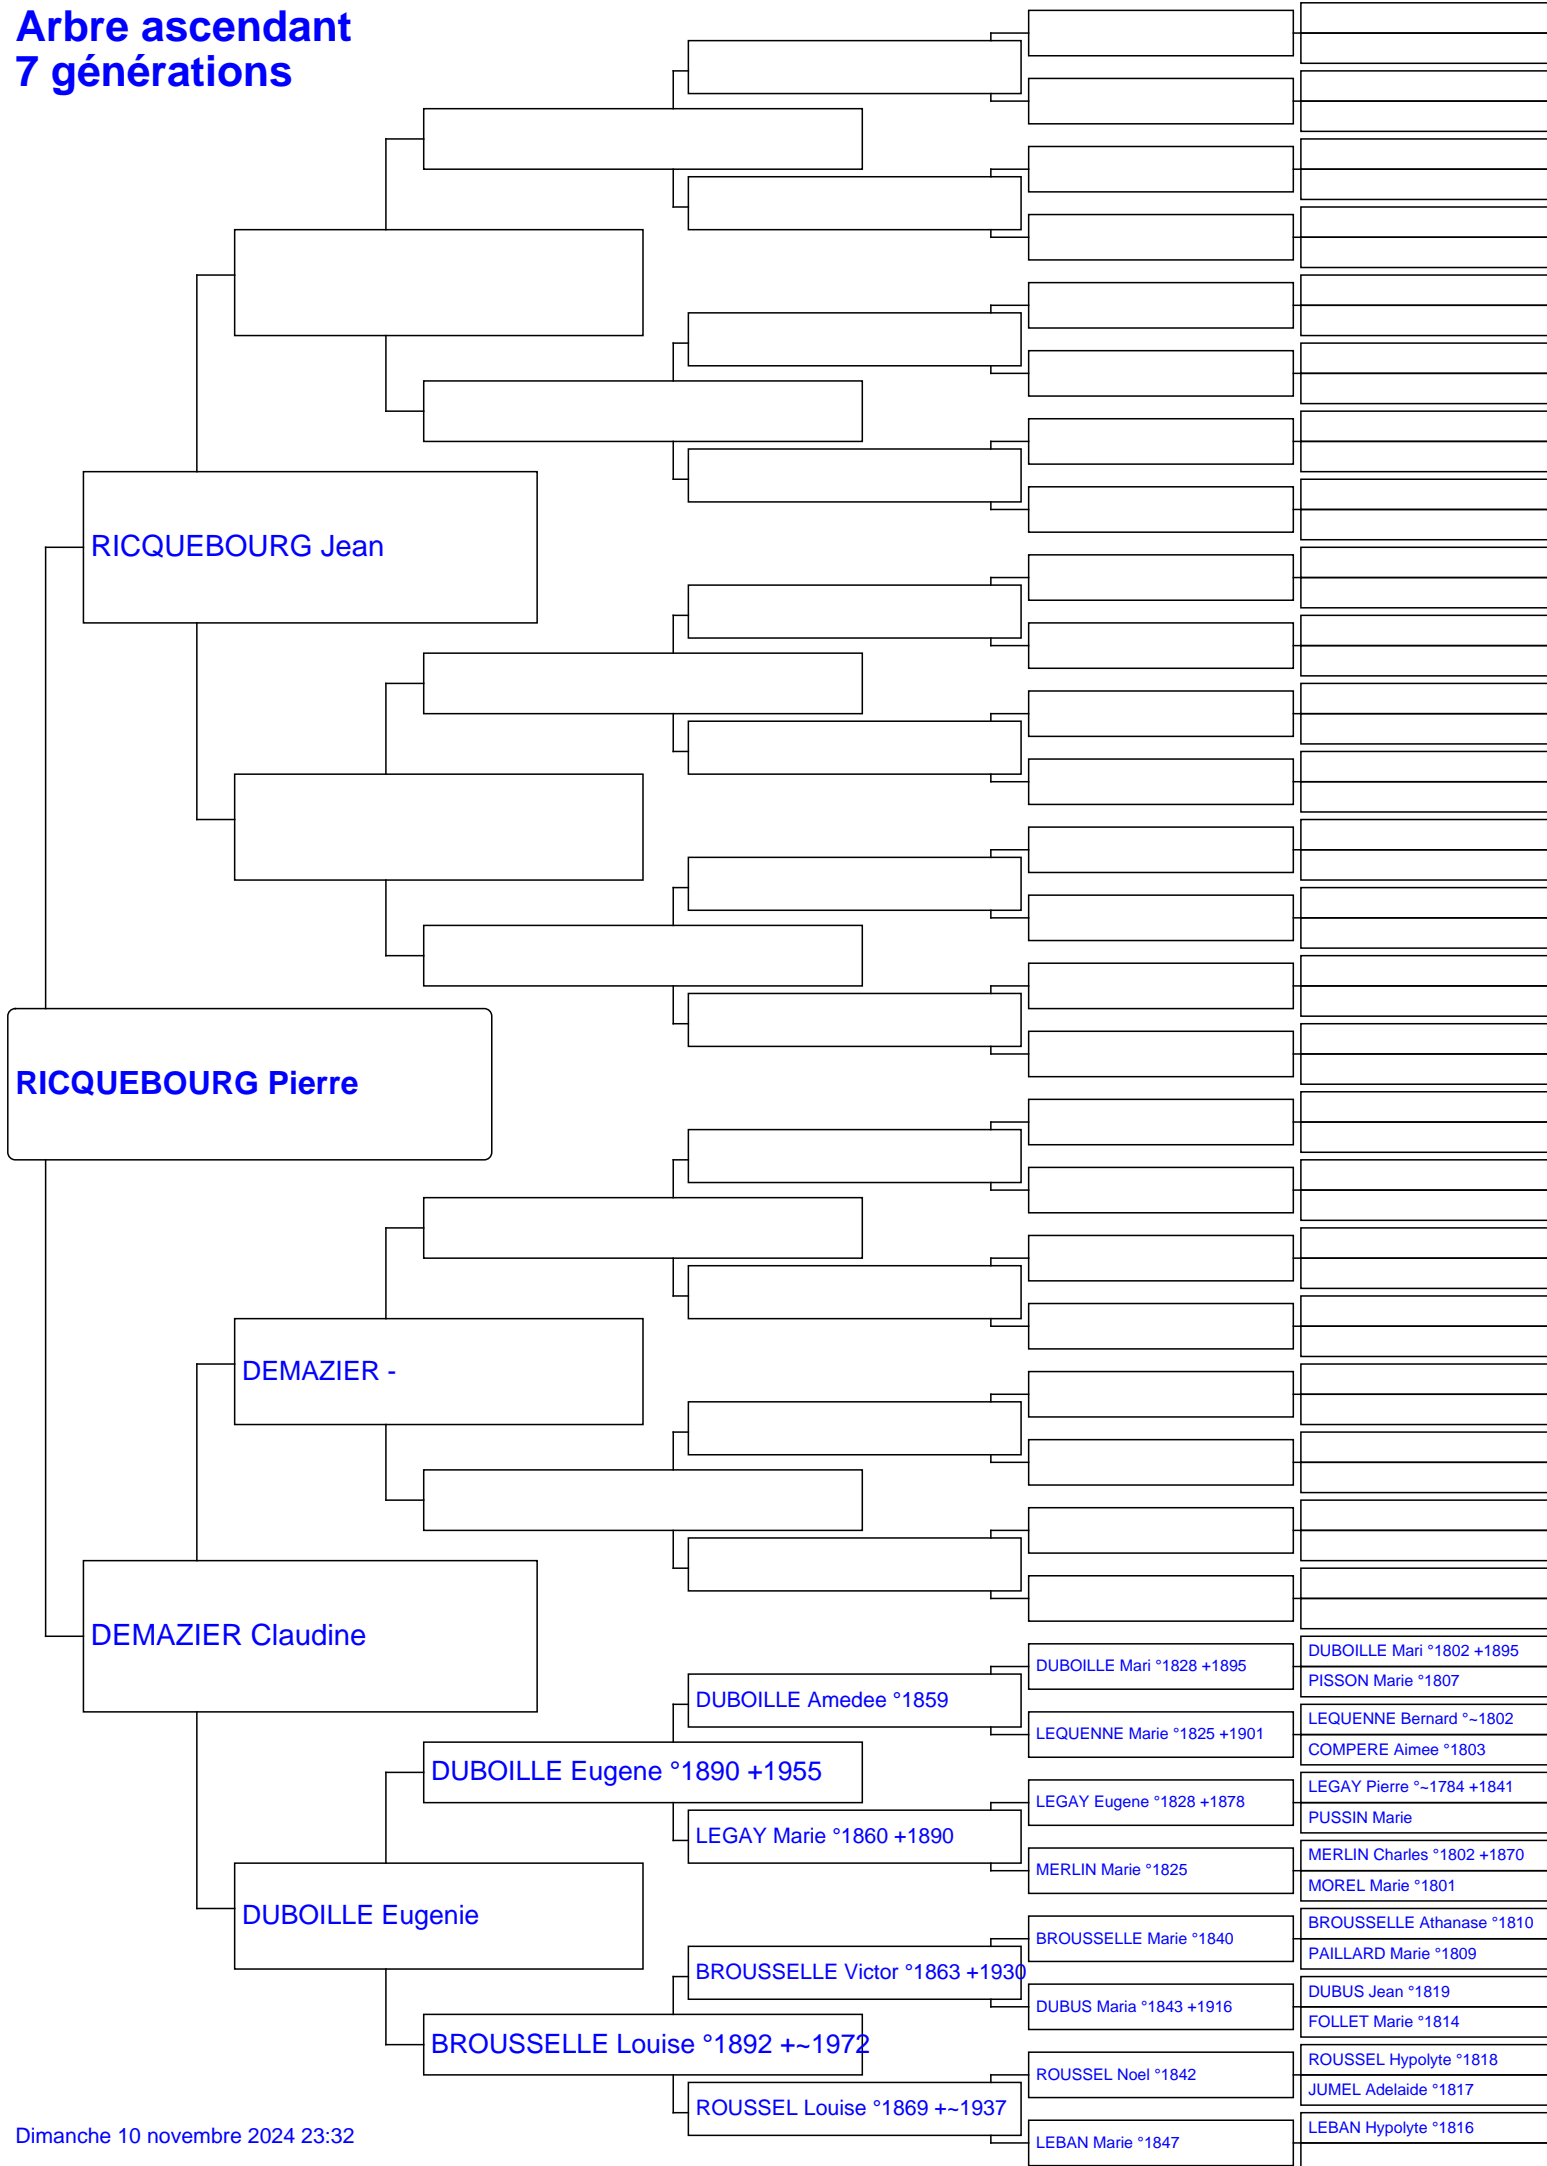 Arbre ascendant
7 générations
RICQUEBOURG Jean
RICQUEBOURG Pierre
DEMAZIER -
DEMAZIER Claudine
DUBOILLE Mari °1802 +1895
DUBOILLE Mari °1828 +1895
PISSON Marie °1807
DUBOILLE Amedee °1859
LEQUENNE Bernard °~1802
LEQUENNE Marie °1825 +1901
COMPERE Aimee °1803
DUBOILLE Eugene °1890 +1955
LEGAY Pierre °~1784 +1841
LEGAY Eugene °1828 +1878
PUSSIN Marie
LEGAY Marie °1860 +1890
MERLIN Charles °1802 +1870
MERLIN Marie °1825
MOREL Marie °1801
DUBOILLE Eugenie
BROUSSELLE Athanase °1810
BROUSSELLE Marie °1840
PAILLARD Marie °1809
BROUSSELLE Victor °1863 +1930
DUBUS Jean °1819
DUBUS Maria °1843 +1916
FOLLET Marie °1814
BROUSSELLE Louise °1892 +~1972
ROUSSEL Hypolyte °1818
ROUSSEL Noel °1842
JUMEL Adelaide °1817
ROUSSEL Louise °1869 +~1937
LEBAN Hypolyte °1816
LEBAN Marie °1847
Dimanche 10 novembre 2024 23:32